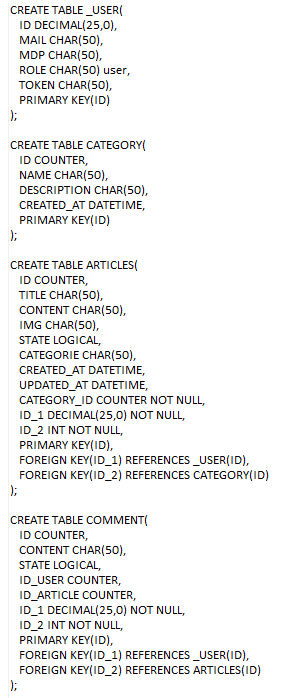 CREATE TABLE _USER(
ID DECIMAL(25,0),
MAIL CHAR(50),
MDP CHAR(50),
ROLE CHAR(50) user,
TOKEN CHAR(50),
PRIMARY KEY(ID)
);
CREATE TABLE CATEGORY(
ID COUNTER,
NAME CHAR(50),
DESCRIPTION CHAR(50),
CREATED_AT DATETIME,
PRIMARY KEY(ID)
);
CREATE TABLE ARTICLES(
ID COUNTER,
TITLE CHAR(50),
CONTENT CHAR(50),
IMG CHAR(50),
STATE LOGICAL,
CATEGORIE CHAR(50),
CREATED_AT DATETIME,
UPDATED_AT DATETIME,
CATEGORY_ID COUNTER NOT NULL,
ID_1 DECIMAL(25,0) NOT NULL,
ID_2 INT NOT NULL,
PRIMARY KEY(ID),
FOREIGN KEY(ID_1) REFERENCES _USER(ID),
FOREIGN KEY(ID_2) REFERENCES CATEGORY(ID)
);
CREATE TABLE COMMENT(
ID COUNTER,
CONTENT CHAR(50),
STATE LOGICAL,
ID_USER COUNTER,
ID_ARTICLE COUNTER,
ID_1 DECIMAL(25,0) NOT NULL,
ID_2 INT NOT NULL,
PRIMARY KEY(ID),
FOREIGN KEY(ID_1) REFERENCES _USER(ID),
FOREIGN KEY(ID_2) REFERENCES ARTICLES(ID)
);